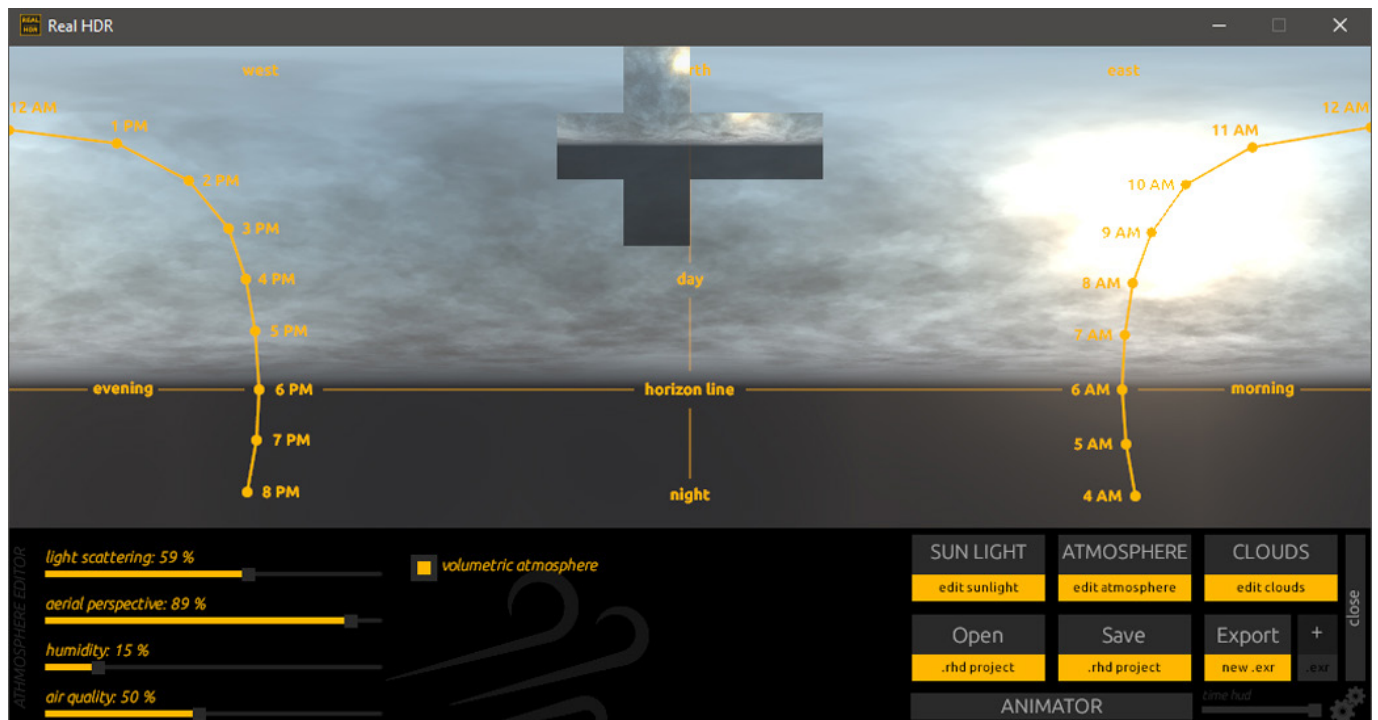 REAL HDR Real HDR
west rth east
12 AM 12 AM
1 PM 11 AM
2 PM 10 AM
3 PM 9 AM
4 PM day 8 AM
5 PM 7 AM
evening 6 PM horizon line 6 AM morning
7 PM 5 AM
8 PM night 4 AM
ATHMOSPHERE EDITOR
light scattering: 59 %
aerial perspective: 89 %
humidity: 15 %
air quality: 50 %
volumetric atmosphere
SUN LIGHT ATMOSPHERE CLOUDS
edit sunlight edit atmosphere edit clouds
Open Save Export +
.rhd project .rhd project new .exr .exr
close
ANIMATOR
time hud